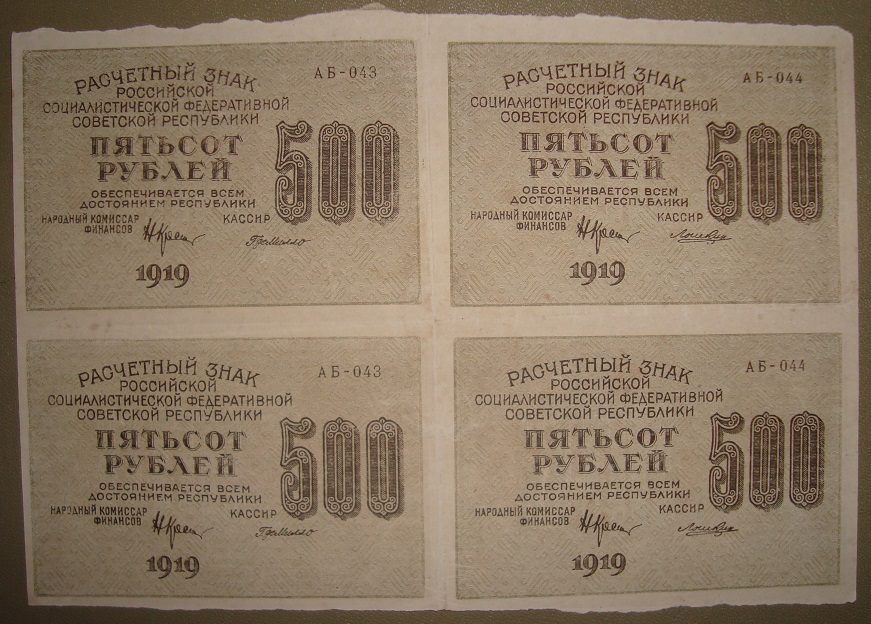 РАСЧЕТНЫЙ ЗНАК
АБ-043
РОССИЙСКОЙ
СОЦИАЛИСТИЧЕСКОЙ ФЕДЕРАТИВНОЙ
СОВЕТСКОЙ РЕСПУБЛИКИ
ПЯТЬСОТ
РУБЛЕЙ
500
ОБЕСПЕЧИВАЕТСЯ ВСЕМ
ДОСТОЯНИЕМ РЕСПУБЛИКИ
НАРОДНЫЙ КОМИССАР
ФИНАНСОВ
КАССИР
1919
РАСЧЕТНЫЙ ЗНАК
АБ-044
РОССИЙСКОЙ
СОЦИАЛИСТИЧЕСКОЙ ФЕДЕРАТИВНОЙ
СОВЕТСКОЙ РЕСПУБЛИКИ
ПЯТЬСОТ
РУБЛЕЙ
500
ОБЕСПЕЧИВАЕТСЯ ВСЕМ
ДОСТОЯНИЕМ РЕСПУБЛИКИ
НАРОДНЫЙ КОМИССАР
ФИНАНСОВ
КАССИР
1919
РАСЧЕТНЫЙ ЗНАК
АБ-043
РОССИЙСКОЙ
СОЦИАЛИСТИЧЕСКОЙ ФЕДЕРАТИВНОЙ
СОВЕТСКОЙ РЕСПУБЛИКИ
ПЯТЬСОТ
РУБЛЕЙ
500
ОБЕСПЕЧИВАЕТСЯ ВСЕМ
ДОСТОЯНИЕМ РЕСПУБЛИКИ
НАРОДНЫЙ КОМИССАР
ФИНАНСОВ
КАССИР
1919
РАСЧЕТНЫЙ ЗНАК
АБ-044
РОССИЙСКОЙ
СОЦИАЛИСТИЧЕСКОЙ ФЕДЕРАТИВНОЙ
СОВЕТСКОЙ РЕСПУБЛИКИ
ПЯТЬСОТ
РУБЛЕЙ
500
ОБЕСПЕЧИВАЕТСЯ ВСЕМ
ДОСТОЯНИЕМ РЕСПУБЛИКИ
НАРОДНЫЙ КОМИССАР
ФИНАНСОВ
КАССИР
1919